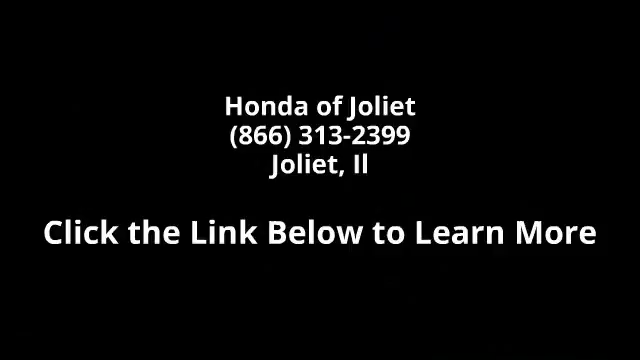 Honda of Joliet
(866) 313-2399
Joliet, Il
Click the Link Below to Learn More